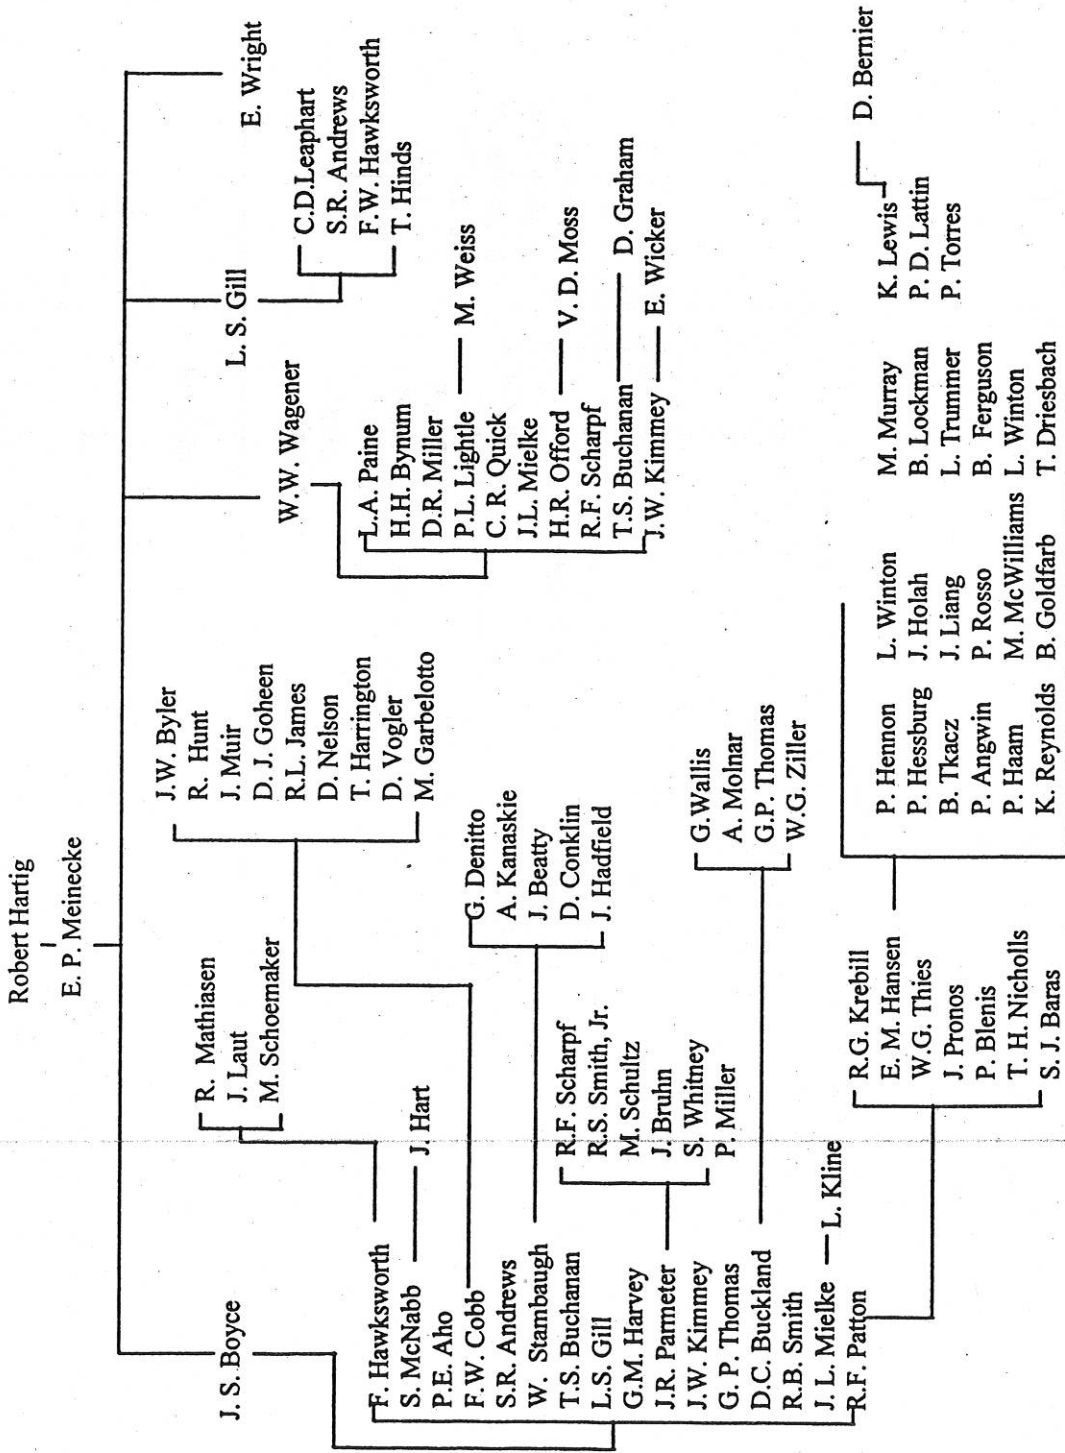 Robert Hartig
E. P. Meinecke
J. S. Boyce
W.W. Wagener
L. S. Gill
E. Wright
F. Hawksworth
S. McNabb
P.E. Aho
F.W. Cobb
S.R. Andrews
W. Stambaugh
T.S. Buchanan
L.S. Gill
G.M. Harvey
J.R. Parmeter
J.W. Kimmey
G. P. Thomas
D.C. Buckland
R.B. Smith
J. L. Mielke
R.F. Patton
R. Mathiasen
J. Laut
M. Schoemaker
J. Hart
J.W. Byler
R. Hunt
J. Muir
D. J. Goheen
R.L. James
D. Nelson
T. Harrington
D. Vogler
M. Garbelotto
G. Denitto
A. Kanaskie
J. Beatty
D. Conklin
J. Hadfield
R.F. Scharpf
R.S. Smith, Jr.
M. Schultz
J. Bruhn
S. Whitney
P. Miller
G.Wallis
A. Molnar
G.P. Thomas
W.G. Ziller
L. Kline
R.G. Krebill
E. M. Hansen
W.G. Thies
J. Pronos
P. Blenis
T. H. Nicholls
S. J. Baras
P. Hennon
P. Hessburg
B. Tkacz
P. Angwin
P. Haam
K. Reynolds
L. Winton
J. Holah
J. Liang
P. Rosso
M. McWilliams
B. Goldfarb
M. Murray
B. Lockman
L. Trummer
B. Ferguson
L. Winton
T. Driesbach
K. Lewis
P. D. Lattin
P. Torres
D. Bernier
L.A. Paine
H.H. Bynum
D.R. Miller
P.L. Lightle
C. R. Quick
J.L. Mielke
H.R. Offord
R.F. Scharpf
T.S. Buchanan
J.W. Kimmey
M. Weiss
V. D. Moss
D. Graham
E. Wicker
C.D.Leaphart
S.R. Andrews
F.W. Hawksworth
T. Hinds